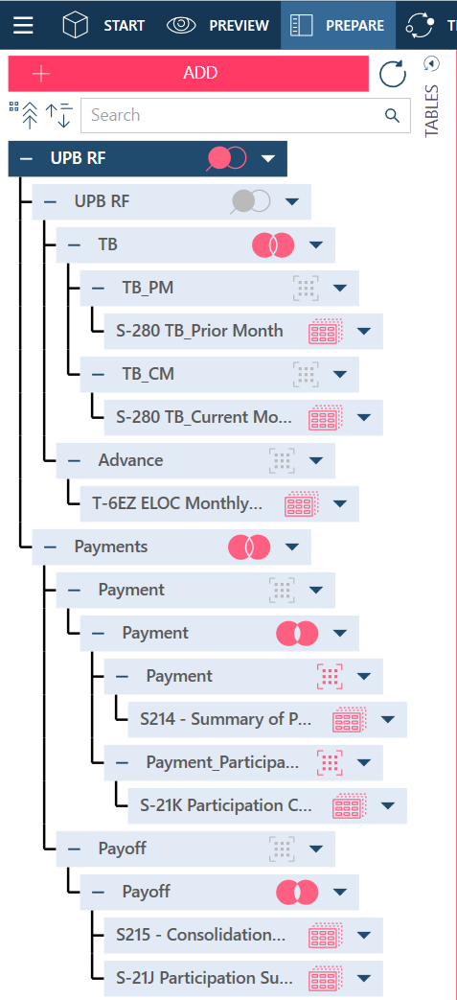 START PREVIEW PREPARE
ADD
TABLES
Search
UPB RF
UPB RF
TB
TB_PM
S-280 TB_Prior Month
TB_CM
S-280 TB_Current Mo...
Advance
T-6EZ ELOC Monthly...
Payments
Payment
Payment
Payment
S214 - Summary of P...
Payment_Participa...
S-21K Participation C...
Payoff
Payoff
S215 - Consolidation...
S-21J Participation Su...